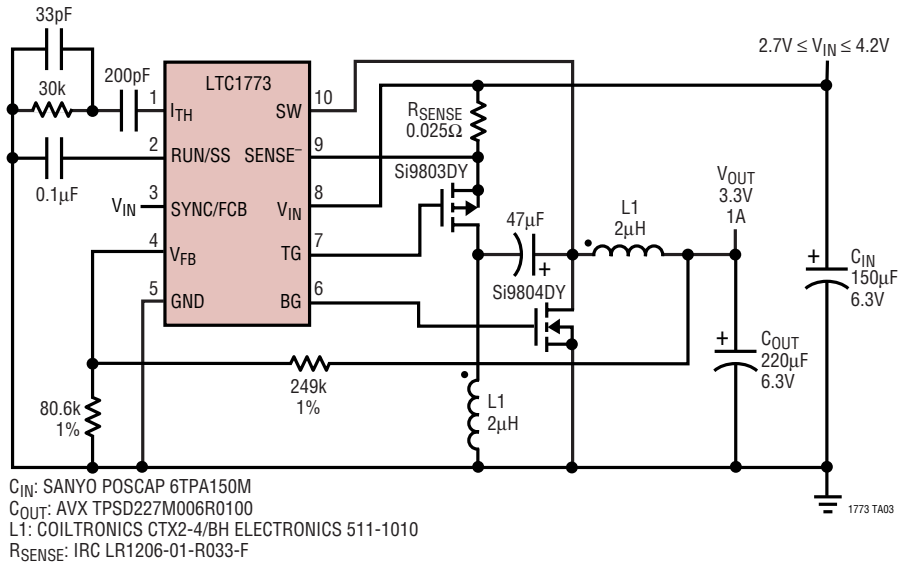 33pF
30k
200pF
0.1µF
LTC1773
1
ITH
2
RUN/SS
VIN
3
SYNC/FCB
4
VFB
5
GND
10
SW
9
SENSE–
8
VIN
7
TG
6
BG
RSENSE
0.025Ω
Si9803DY
47µF
+
Si9804DY
L1
2µH
L1
2µH
2.7V ≤ VIN ≤ 4.2V
VOUT
3.3V
1A
+
CIN
150µF
6.3V
+
COUT
220µF
6.3V
249k
1%
80.6k
1%
CIN: SANYO POSCAP 6TPA150M
COUT: AVX TPSD227M006R0100
L1: COILTRONICS CTX2-4/BH ELECTRONICS 511-1010
RSENSE: IRC LR1206-01-R033-F
1773 TA03